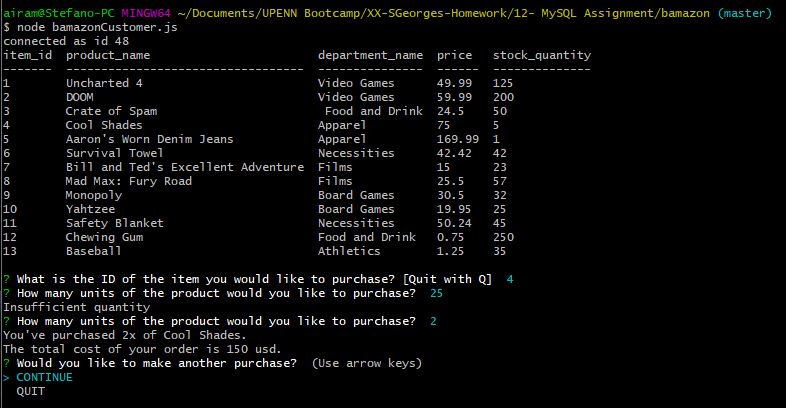 airam@Stefano-PC MINGW64 ~/Documents/UPENN Bootcamp/XX-SGeorges-Homework/12- MySQL Assignment/bamazon (master)
$ node bamazonCustomer.js
connected as id 48
item_id  product_name                        department_name  price   stock_quantity
-------  ----------------------------------  ---------------  ------  --------------
1        Uncharted 4                         Video Games      49.99   125
2        DOOM                                Video Games      59.99   200
3        Crate of Spam                        Food and Drink  24.5    50
4        Cool Shades                         Apparel          75      5
5        Aaron's Worn Denim Jeans            Apparel          169.99  1
6        Survival Towel                      Necessities      42.42   42
7        Bill and Ted's Excellent Adventure  Films            15      23
8        Mad Max: Fury Road                  Films            25.5    57
9        Monopoly                            Board Games      30.5    32
10       Yahtzee                             Board Games      19.95   25
11       Safety Blanket                      Necessities      50.24   45
12       Chewing Gum                         Food and Drink   0.75    250
13       Baseball                            Athletics        1.25    35
? What is the ID of the item you would like to purchase? [Quit with Q]  4
? How many units of the product would you like to purchase?  25
Insufficient quantity
? How many units of the product would you like to purchase?  2
You've purchased 2x of Cool Shades.
The total cost of your order is 150 usd.
? Would you like to make another purchase?  (Use arrow keys)
> CONTINUE
  QUIT